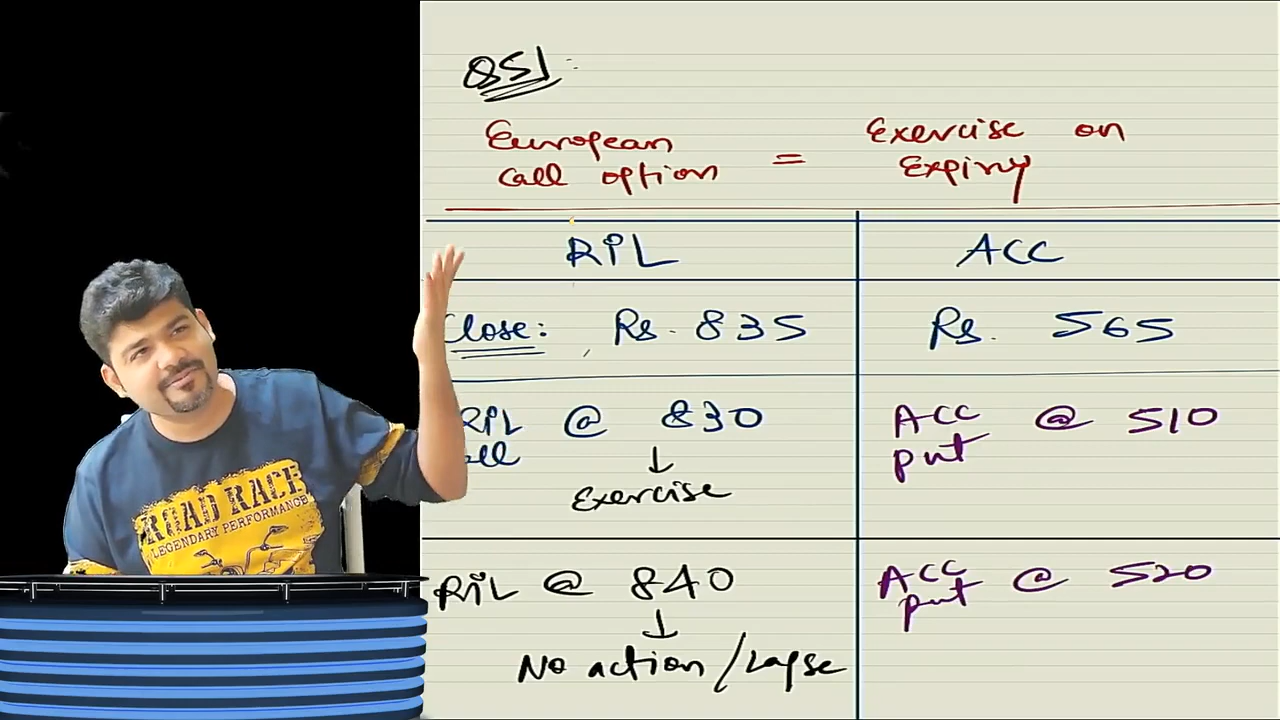 Q51:
European
call option = Exercise on
Expiry
RIL ACC
Close: Rs. 835 Rs. 565
RIL @ 830 ACC @ 510
put
↓
Exercise
RIL @ 840 ACC @ 520
put
↓
No action / Lapse
ROAD RACE
LEGENDARY PERFORMANCE